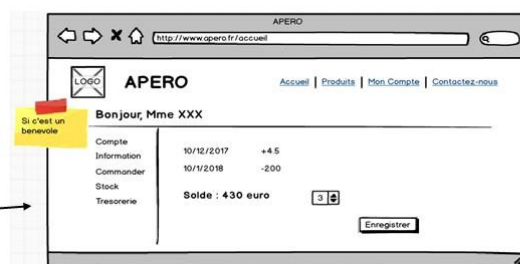 APERO
http://www.apero.fr/accueil
LOGO
APERO
Accueil | Produits | Mon Compte | Contactez-nous
Si c'est un
benevole
Bonjour, Mme XXX
Compte
Information
Commander
Stock
Tresorerie
10/12/2017 +4.5
10/1/2018 -200
Solde : 430 euro 3
Enregistrer